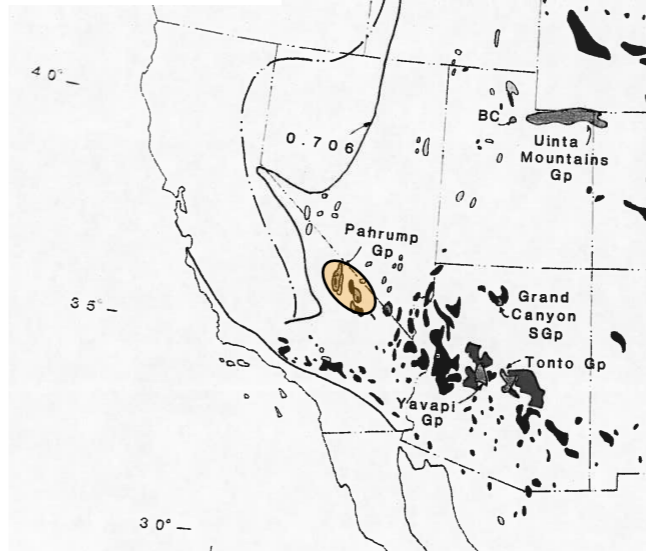 40° —
0.706
BC
Uinta
Mountains
Gp
Pahrump
Gp
35° —
Grand
Canyon
SGp
Tonto Gp
Yavapi
Gp
30° —